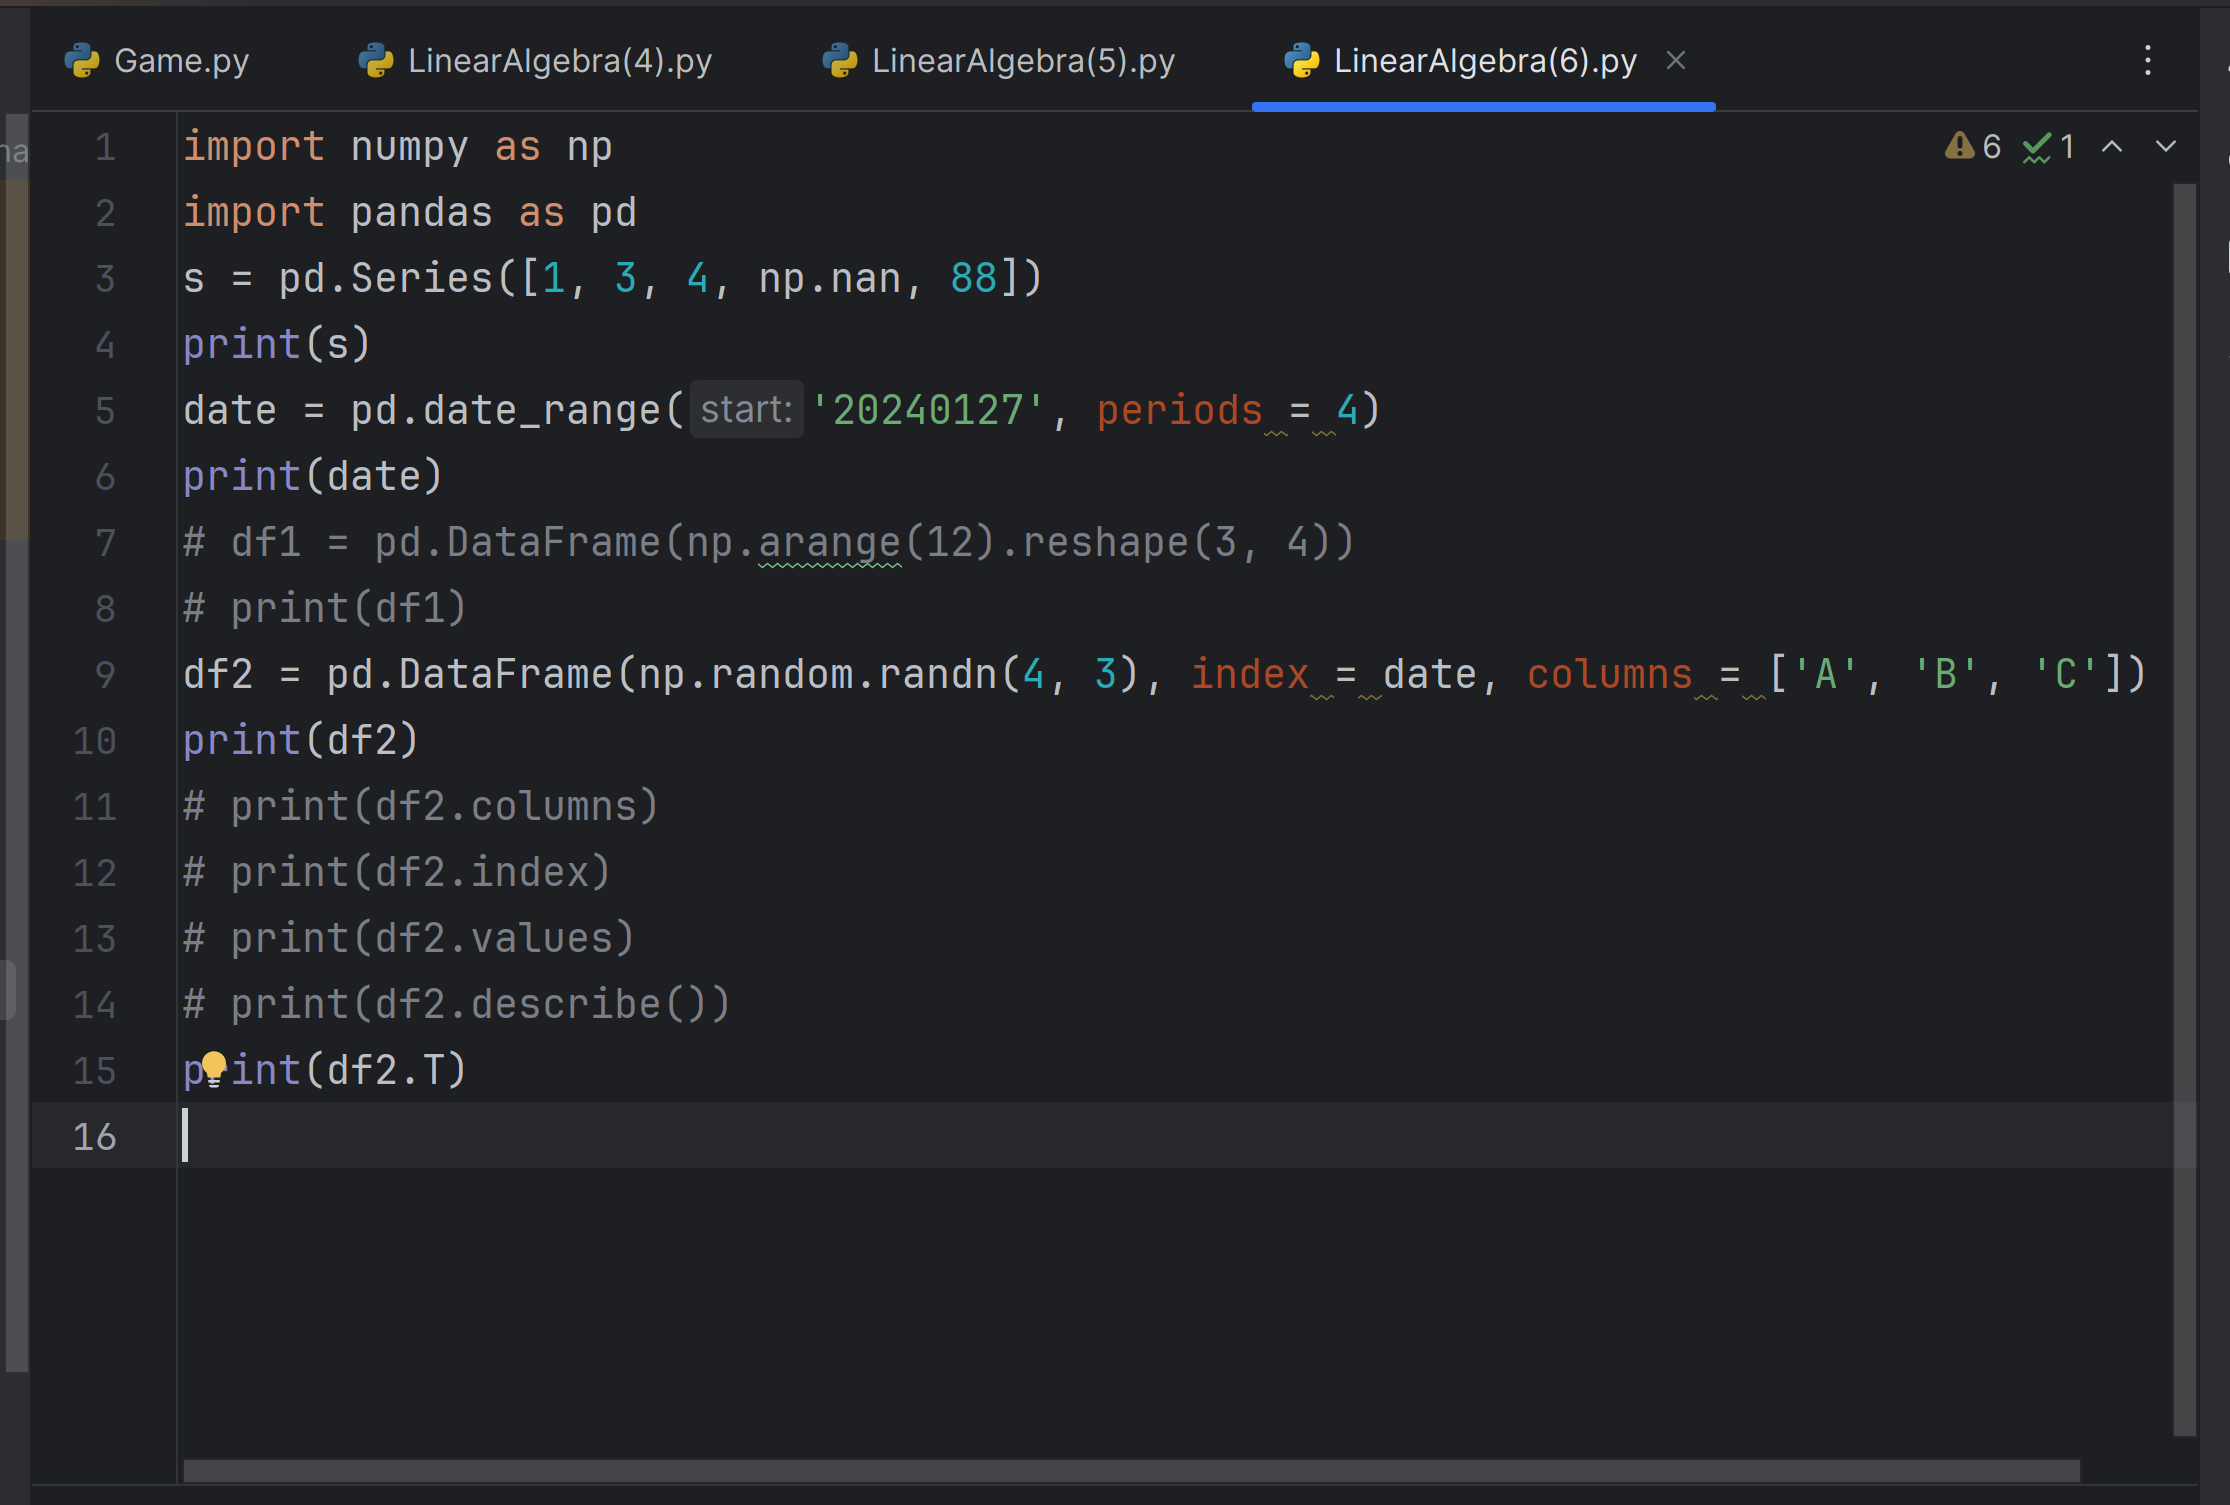 Game.py LinearAlgebra(4).py LinearAlgebra(5).py LinearAlgebra(6).py
6 1
1 import numpy as np
2 import pandas as pd
3 s = pd.Series([1, 3, 4, np.nan, 88])
4 print(s)
5 date = pd.date_range( start: '20240127', periods = 4)
6 print(date)
7 # df1 = pd.DataFrame(np.arange(12).reshape(3, 4))
8 # print(df1)
9 df2 = pd.DataFrame(np.random.randn(4, 3), index = date, columns = ['A', 'B', 'C'])
10 print(df2)
11 # print(df2.columns)
12 # print(df2.index)
13 # print(df2.values)
14 # print(df2.describe())
15 print(df2.T)
16